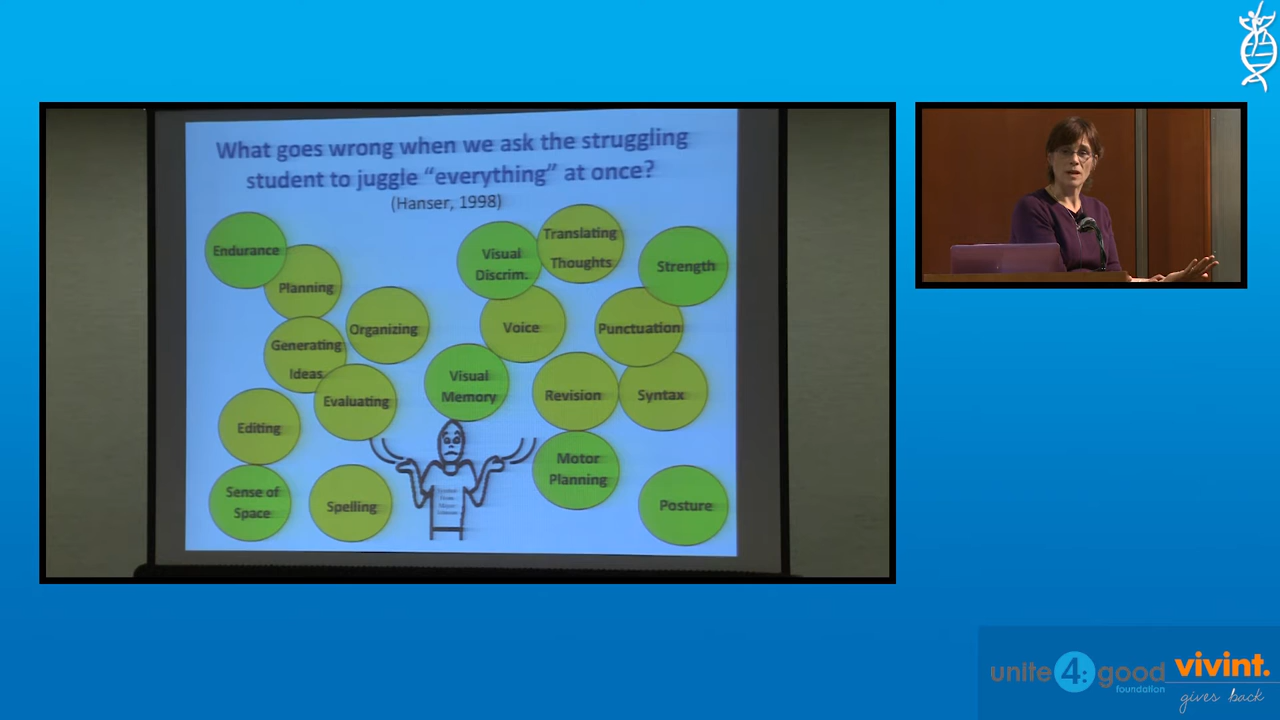 What goes wrong when we ask the struggling
student to juggle “everything” at once?
(Hanser, 1998)
Endurance
Planning
Organizing
Generating
Ideas
Evaluating
Editing
Sense of
Space
Spelling
Visual
Discrim.
Translating
Thoughts
Strength
Voice
Punctuation
Visual
Memory
Revision
Syntax
Motor
Planning
Posture
unite 4: good
foundation
vivint.
gives back